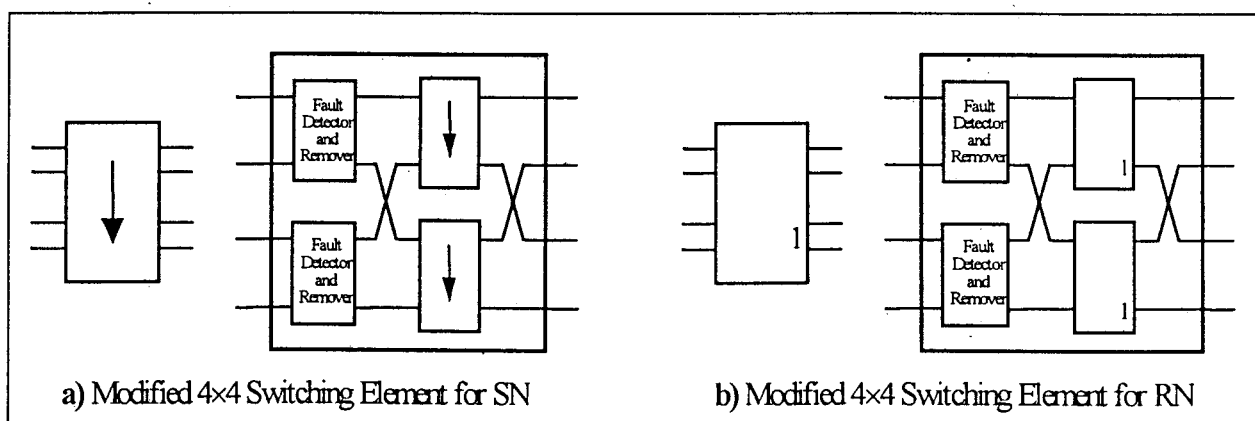 Fault
Detector
and
Remover
Fault
Detector
and
Remover
a) Modified 4×4 Switching Element for SN
1
Fault
Detector
and
Remover
1
Fault
Detector
and
Remover
1
b) Modified 4×4 Switching Element for RN